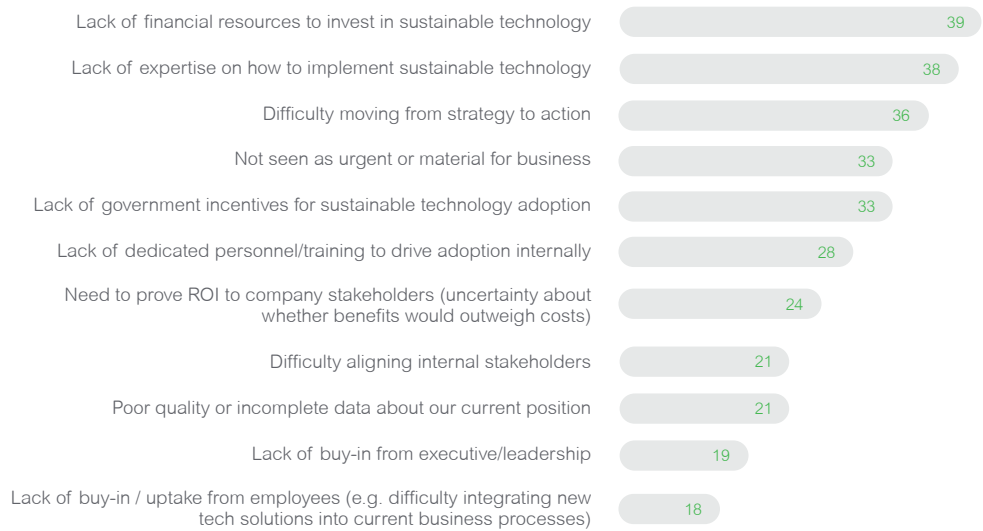 Lack of financial resources to invest in sustainable technology 39
Lack of expertise on how to implement sustainable technology 38
Difficulty moving from strategy to action 36
Not seen as urgent or material for business 33
Lack of government incentives for sustainable technology adoption 33
Lack of dedicated personnel/training to drive adoption internally 28
Need to prove ROI to company stakeholders (uncertainty about
whether benefits would outweigh costs) 24
Difficulty aligning internal stakeholders 21
Poor quality or incomplete data about our current position 21
Lack of buy-in from executive/leadership 19
Lack of buy-in / uptake from employees (e.g. difficulty integrating new
tech solutions into current business processes) 18